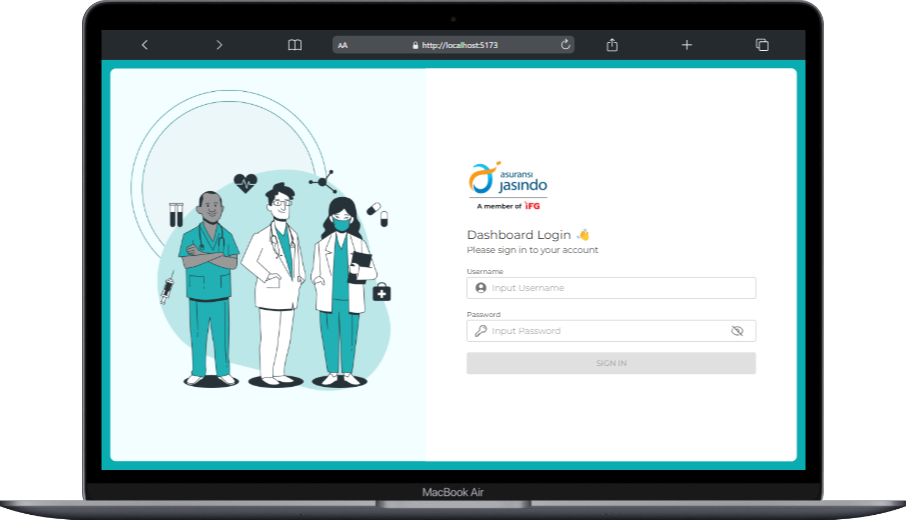 AA
http://localhost:5173
asuransi
jasindo
A member of IFG
Dashboard Login 👋
Please sign in to your account
Username
Input Username
Password
Input Password
SIGN IN
MacBook Air